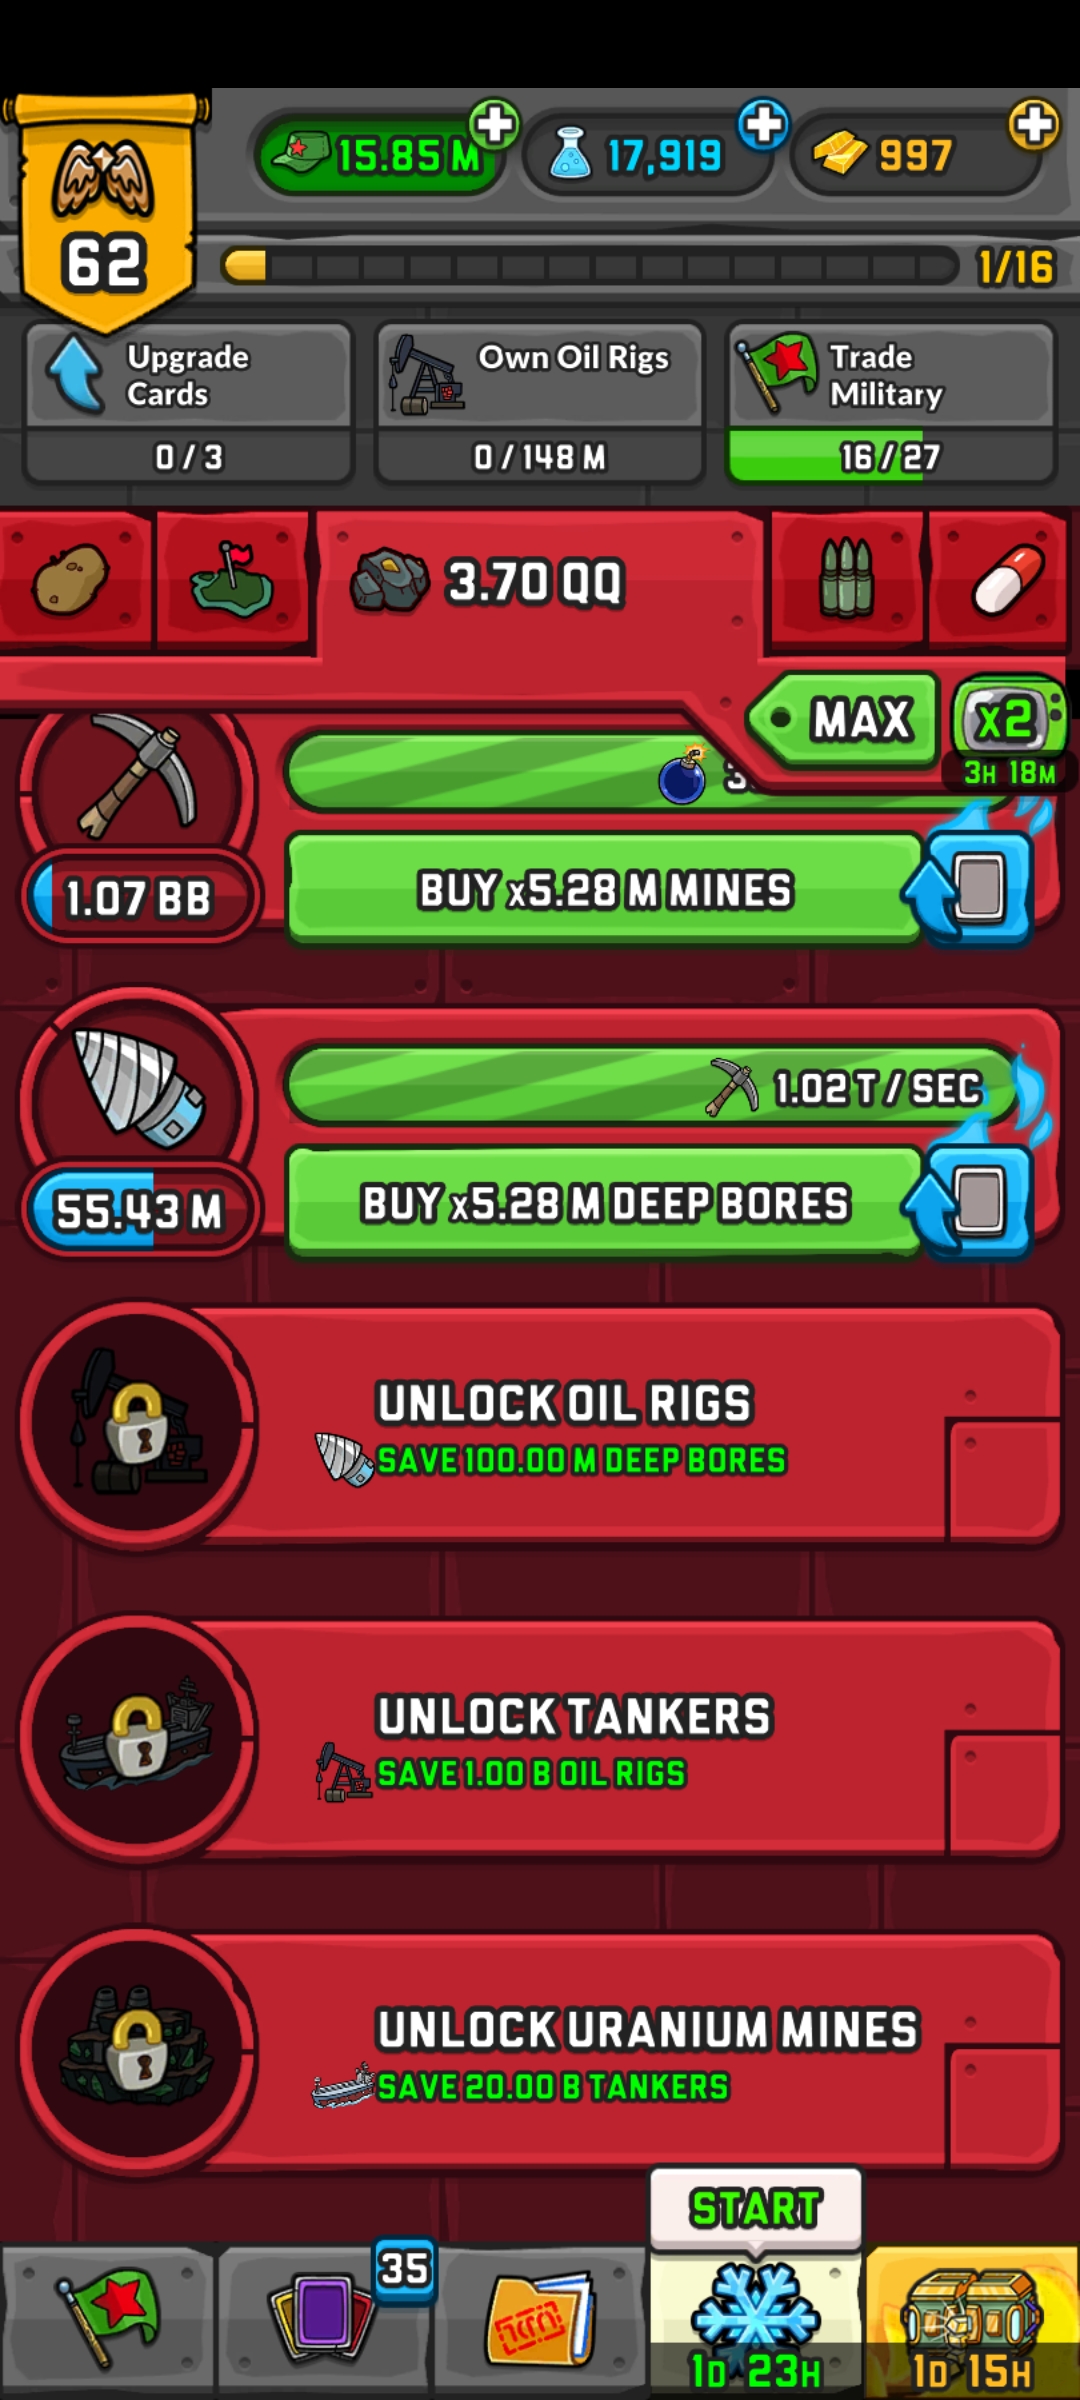 15.85 M
17,919
997
62
1/16
Upgrade
Cards
0 / 3
Own Oil Rigs
0 / 148 M
Trade
Military
16 / 27
3.70 QQ
MAX
x2
3H 18M
1.07 BB
BUY x5.28 M MINES
1.02 T / SEC
55.43 M
BUY x5.28 M DEEP BORES
UNLOCK OIL RIGS
SAVE 100.00 M DEEP BORES
UNLOCK TANKERS
SAVE 1.00 B OIL RIGS
UNLOCK URANIUM MINES
SAVE 20.00 B TANKERS
START
35
1D 23H
1D 15H